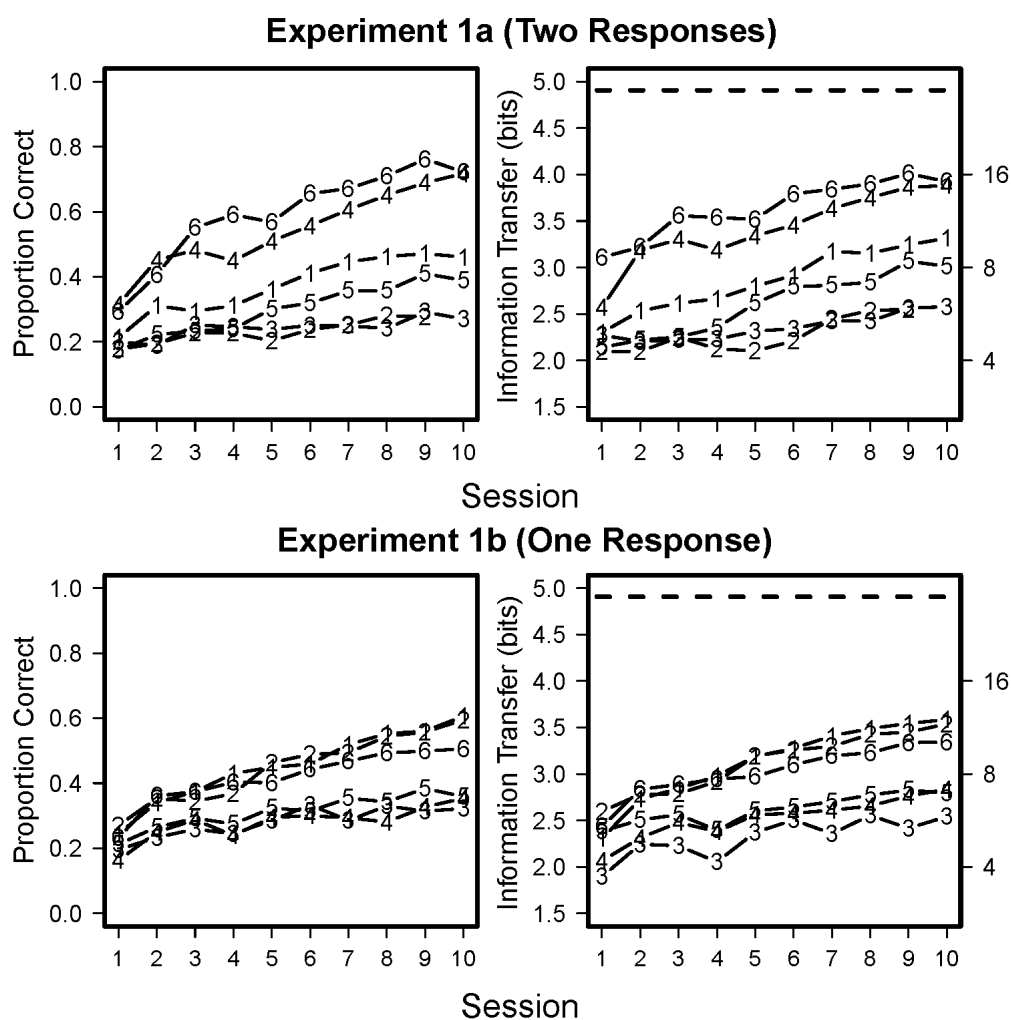 Experiment 1a (Two Responses)
Proportion Correct
1.0
0.8
0.6
0.4
0.2
0.0
1 2 3 4 5 6 7 8 9 10
Information Transfer (bits)
5.0
4.5
4.0
3.5
3.0
2.5
2.0
1.5
16
8
4
1 2 3 4 5 6 7 8 9 10
Session
Experiment 1b (One Response)
Proportion Correct
1.0
0.8
0.6
0.4
0.2
0.0
1 2 3 4 5 6 7 8 9 10
Information Transfer (bits)
5.0
4.5
4.0
3.5
3.0
2.5
2.0
1.5
16
8
4
1 2 3 4 5 6 7 8 9 10
Session